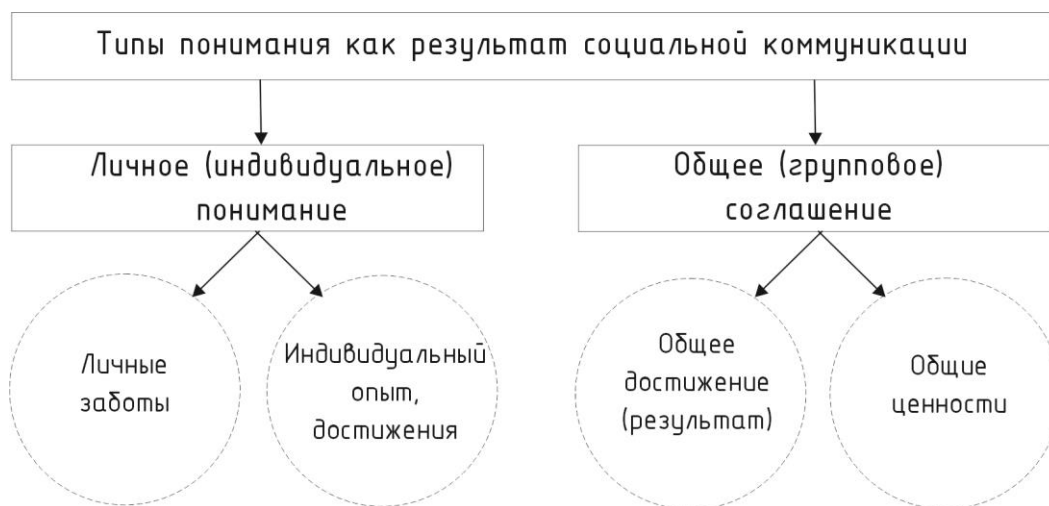 Типы понимания как результат социальной коммуникации
Личное (индивидуальное)
понимание
Общее (групповое)
соглашение
Личные
заботы
Индивидуальный
опыт,
достижения
Общее
достижение
(результат)
Общие
ценности